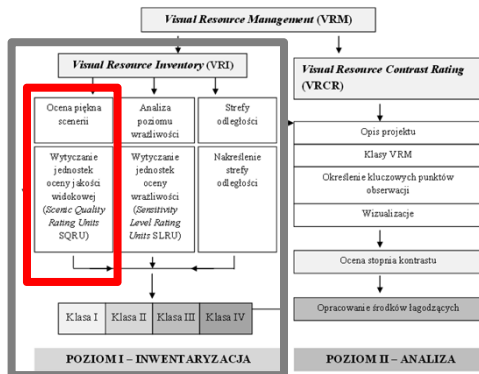 Visual Resource Management (VRM)
Visual Resource Inventory (VRI)
Ocena piękna
scenerii
Analiza
poziomu
wrażliwości
Strefy
odległości
Wytyczanie
jednostek
oceny jakości
widokowej
(Scenic Quality
Rating Units
SQRU)
Wytyczanie
jednostek
oceny
wrażliwości
(Sensitivity
Level Rating
Units SLRU)
Nakreślenie
strefy
odległości
Klasa I
Klasa II
Klasa III
Klasa IV
POZIOM I – INWENTARYZACJA
Visual Resource Contrast Rating
(VRCR)
Opis projektu
Klasy VRM
Określenie kluczowych punktów
obserwacji
Wizualizacje
Ocena stopnia kontrastu
Opracowanie środków łagodzących
POZIOM II – ANALIZA